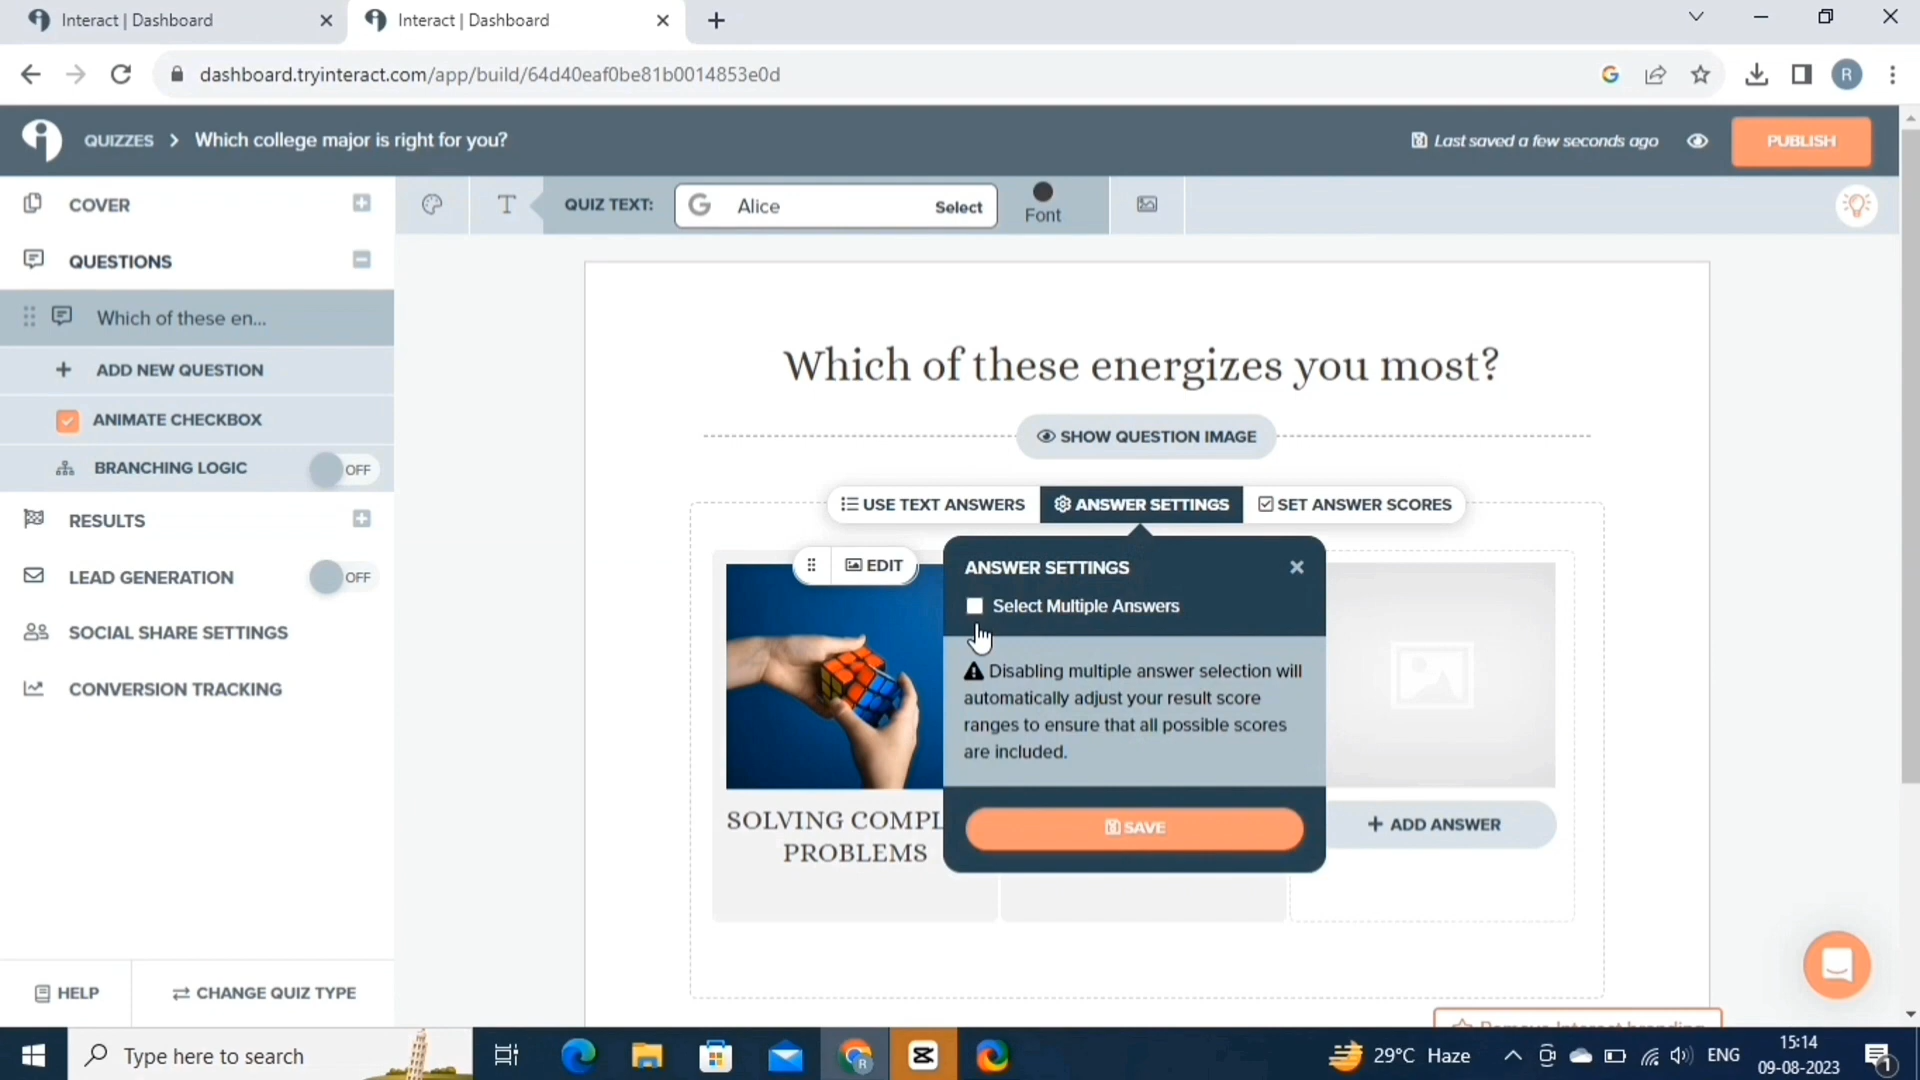 Interact | Dashboard
Interact | Dashboard
dashboard.tryinteract.com/app/build/64d40eaf0be81b0014853e0d
R
QUIZZES > Which college major is right for you?
Last saved a few seconds ago
PUBLISH
COVER
QUIZ TEXT:
Alice
Select
Font
QUESTIONS
Which of these en...
ADD NEW QUESTION
ANIMATE CHECKBOX
BRANCHING LOGIC
OFF
RESULTS
LEAD GENERATION
OFF
SOCIAL SHARE SETTINGS
CONVERSION TRACKING
HELP
CHANGE QUIZ TYPE
Which of these energizes you most?
SHOW QUESTION IMAGE
USE TEXT ANSWERS
ANSWER SETTINGS
SET ANSWER SCORES
EDIT
ANSWER SETTINGS
Select Multiple Answers
Disabling multiple answer selection will
automatically adjust your result score
ranges to ensure that all possible scores
are included.
SAVE
SOLVING COMPL
PROBLEMS
+ ADD ANSWER
Type here to search
R
29°C Haze
ENG
15:14
09-08-2023
1